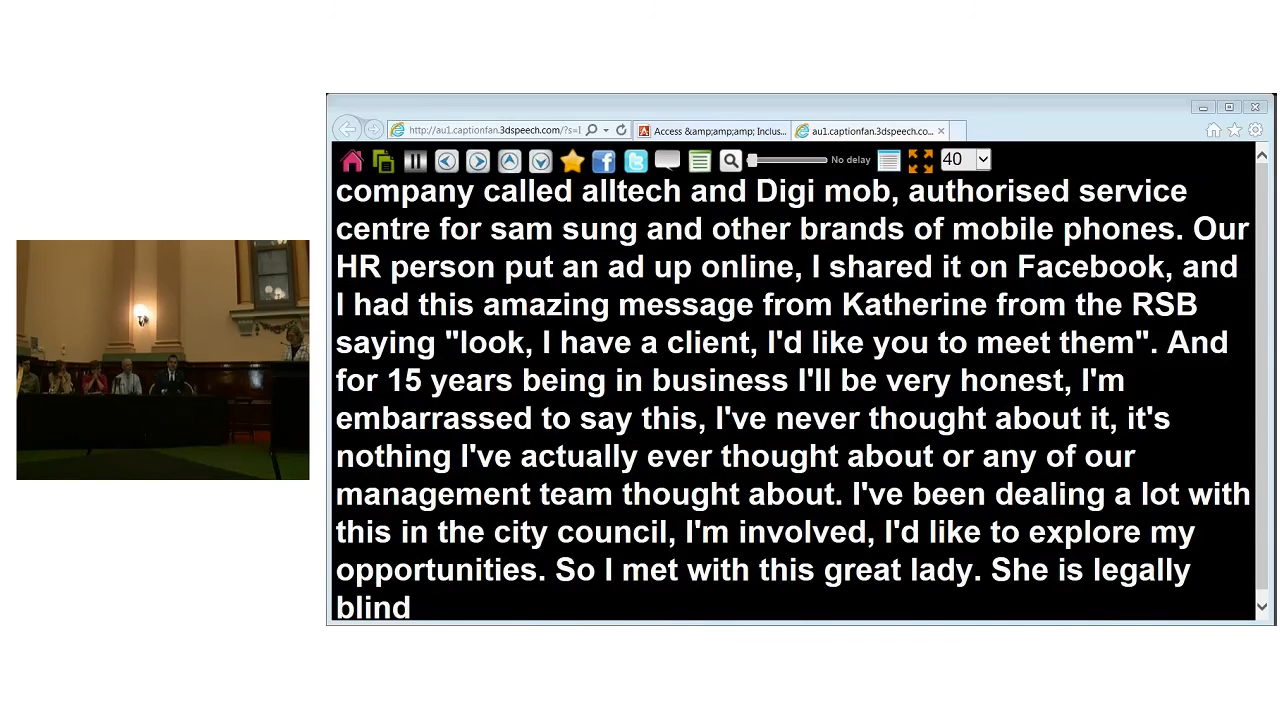 http://au1.captionfan.3dspeech.com/?s=I
Access &amp;amp;amp; Inclus...
au1.captionfan.3dspeech.co...
No delay
40
company called alltech and Digi mob, authorised service
centre for sam sung and other brands of mobile phones. Our
HR person put an ad up online, I shared it on Facebook, and
I had this amazing message from Katherine from the RSB
saying "look, I have a client, I'd like you to meet them". And
for 15 years being in business I'll be very honest, I'm
embarrassed to say this, I've never thought about it, it's
nothing I've actually ever thought about or any of our
management team thought about. I've been dealing a lot with
this in the city council, I'm involved, I'd like to explore my
opportunities. So I met with this great lady. She is legally
blind